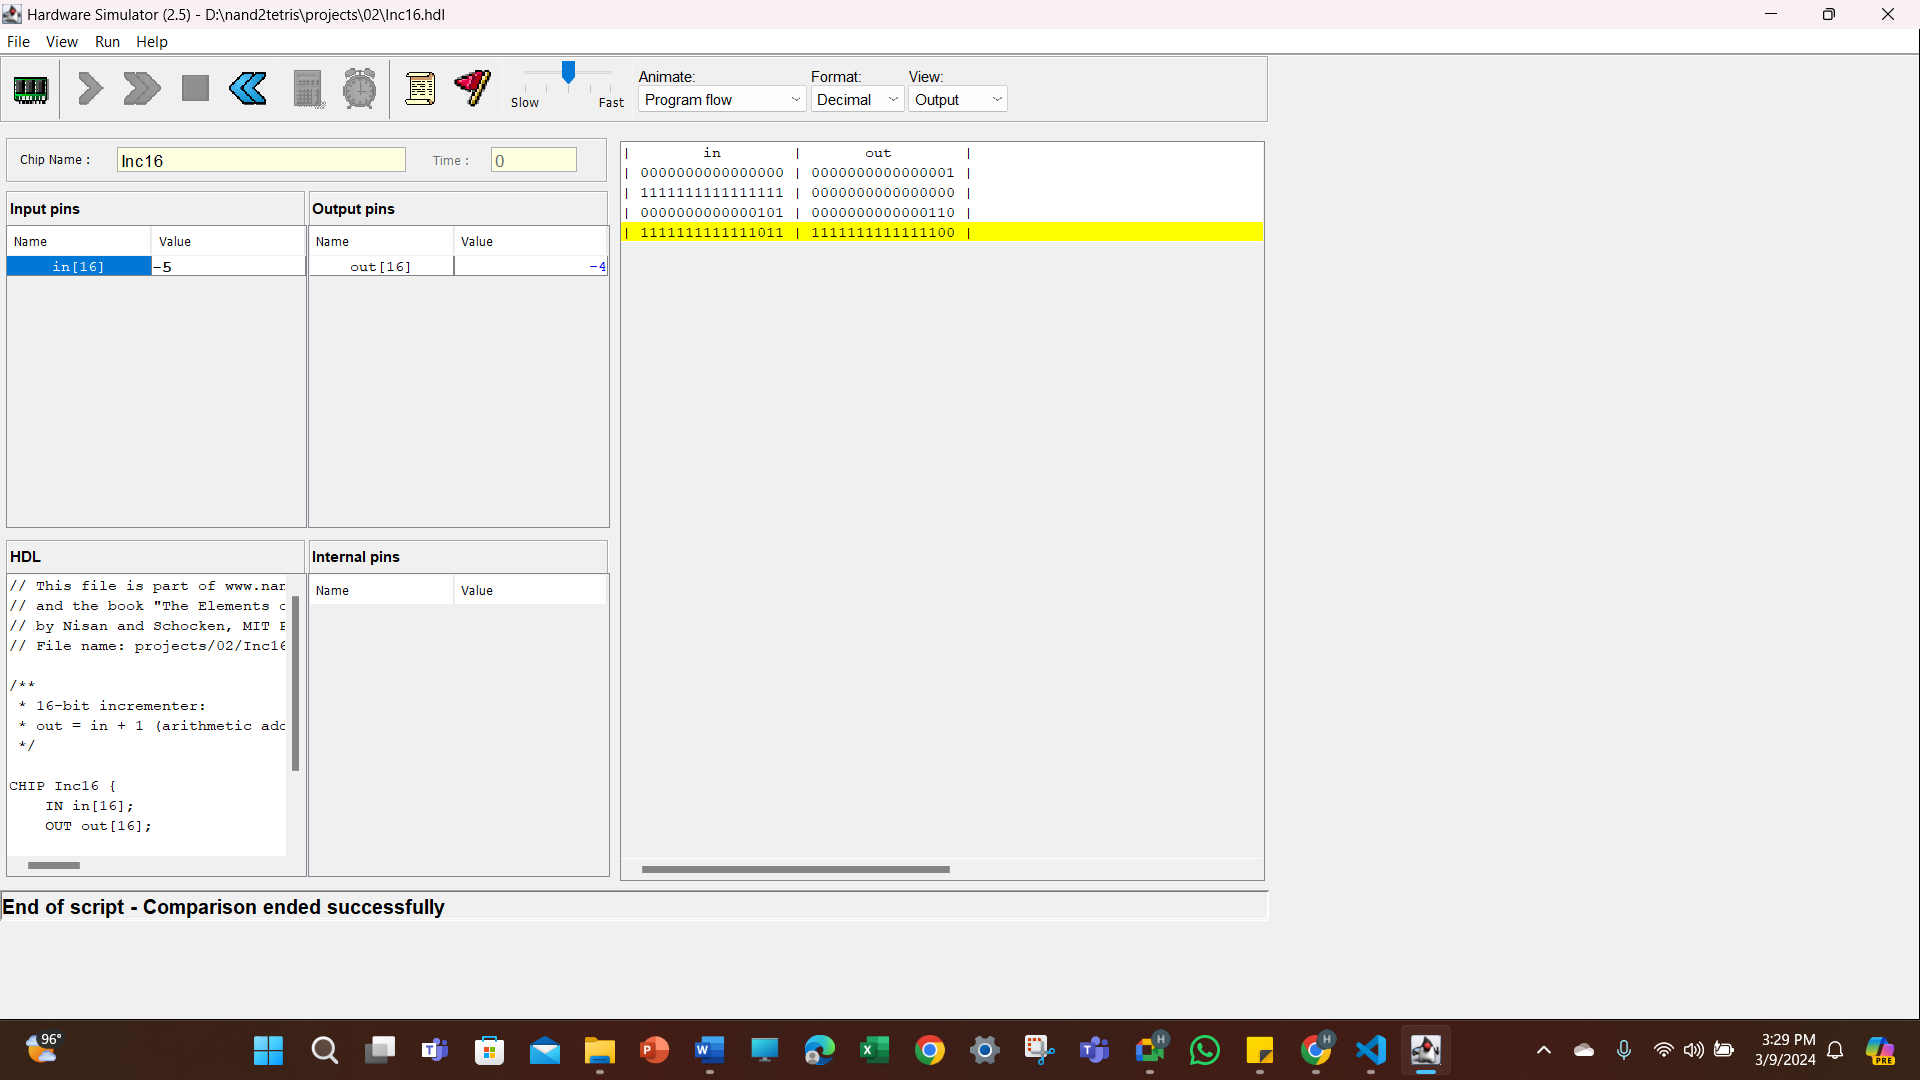 Hardware Simulator (2.5) - D:\nand2tetris\projects\02\Inc16.hdl
File View Run Help
Slow Fast
Animate: Format: View:
Program flow Decimal Output
Chip Name : Inc16 Time : 0
Input pins
Name Value
in[16] -5
Output pins
Name Value
out[16] -4
| in | out |
| 0000000000000000 | 0000000000000001 |
| 1111111111111111 | 0000000000000000 |
| 0000000000000101 | 0000000000000110 |
| 1111111111111011 | 1111111111111100 |
HDL
// This file is part of www.nan
// and the book "The Elements o
// by Nisan and Schocken, MIT P
// File name: projects/02/Inc16
/**
* 16-bit incrementer:
* out = in + 1 (arithmetic add
*/
CHIP Inc16 {
IN in[16];
OUT out[16];
Internal pins
Name Value
End of script - Comparison ended successfully
96°
H
H
PRE
3:29 PM
3/9/2024